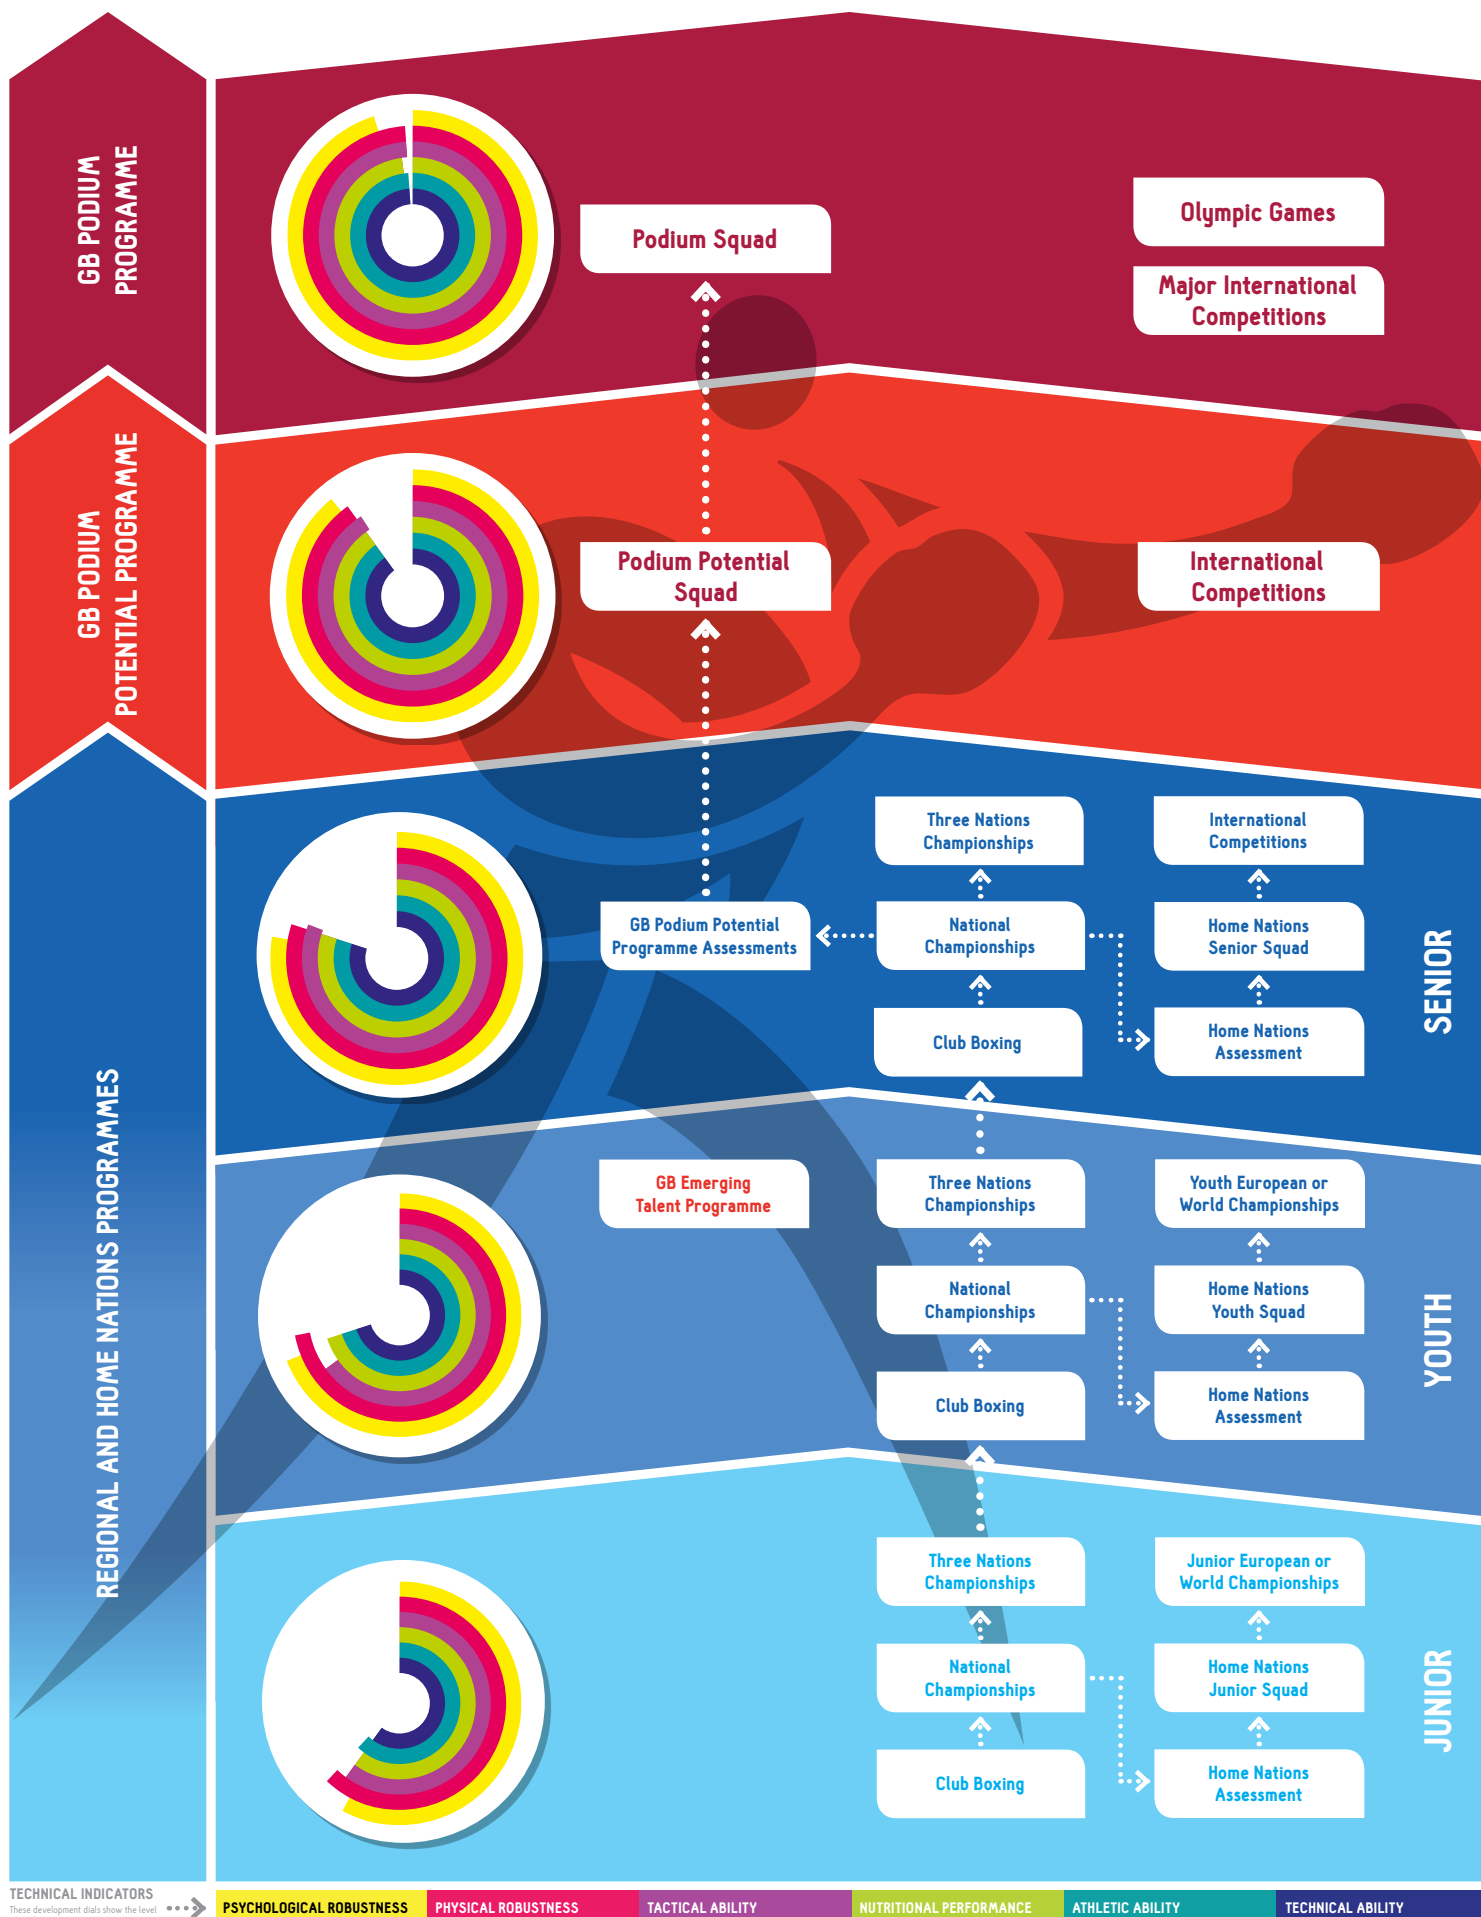 GB PODIUM
PROGRAMME
Podium Squad
Olympic Games
Major International
Competitions
GB PODIUM
POTENTIAL PROGRAMME
Podium Potential
Squad
International
Competitions
REGIONAL AND HOME NATIONS PROGRAMMES
SENIOR
Three Nations
Championships
International
Competitions
GB Podium Potential
Programme Assessments
National
Championships
Home Nations
Senior Squad
Club Boxing
Home Nations
Assessment
YOUTH
GB Emerging
Talent Programme
Three Nations
Championships
Youth European or
World Championships
National
Championships
Home Nations
Youth Squad
Club Boxing
Home Nations
Assessment
JUNIOR
Three Nations
Championships
Junior European or
World Championships
National
Championships
Home Nations
Junior Squad
Club Boxing
Home Nations
Assessment
TECHNICAL INDICATORS
These development dials show the level
PSYCHOLOGICAL ROBUSTNESS
PHYSICAL ROBUSTNESS
TACTICAL ABILITY
NUTRITIONAL PERFORMANCE
ATHLETIC ABILITY
TECHNICAL ABILITY